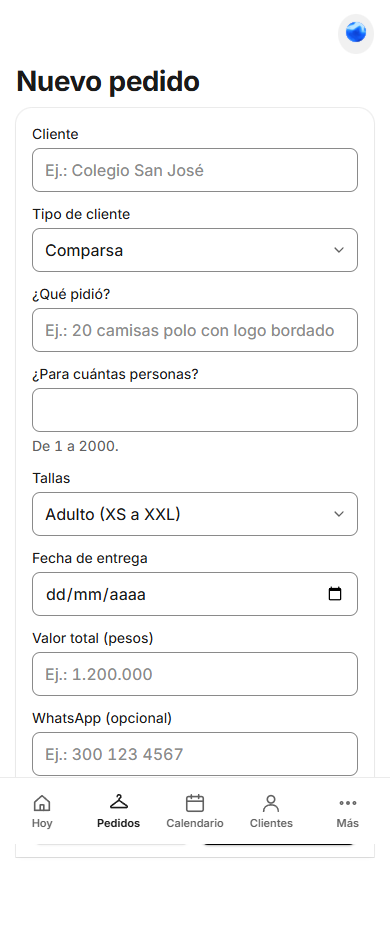 Nuevo pedido
Cliente
Ej.: Colegio San José
Tipo de cliente
Comparsa
¿Qué pidió?
Ej.: 20 camisas polo con logo bordado
¿Para cuántas personas?
De 1 a 2000.
Tallas
Adulto (XS a XXL)
Fecha de entrega
dd/mm/aaaa
Valor total (pesos)
Ej.: 1.200.000
WhatsApp (opcional)
Ej.: 300 123 4567
Hoy Pedidos Calendario Clientes Más